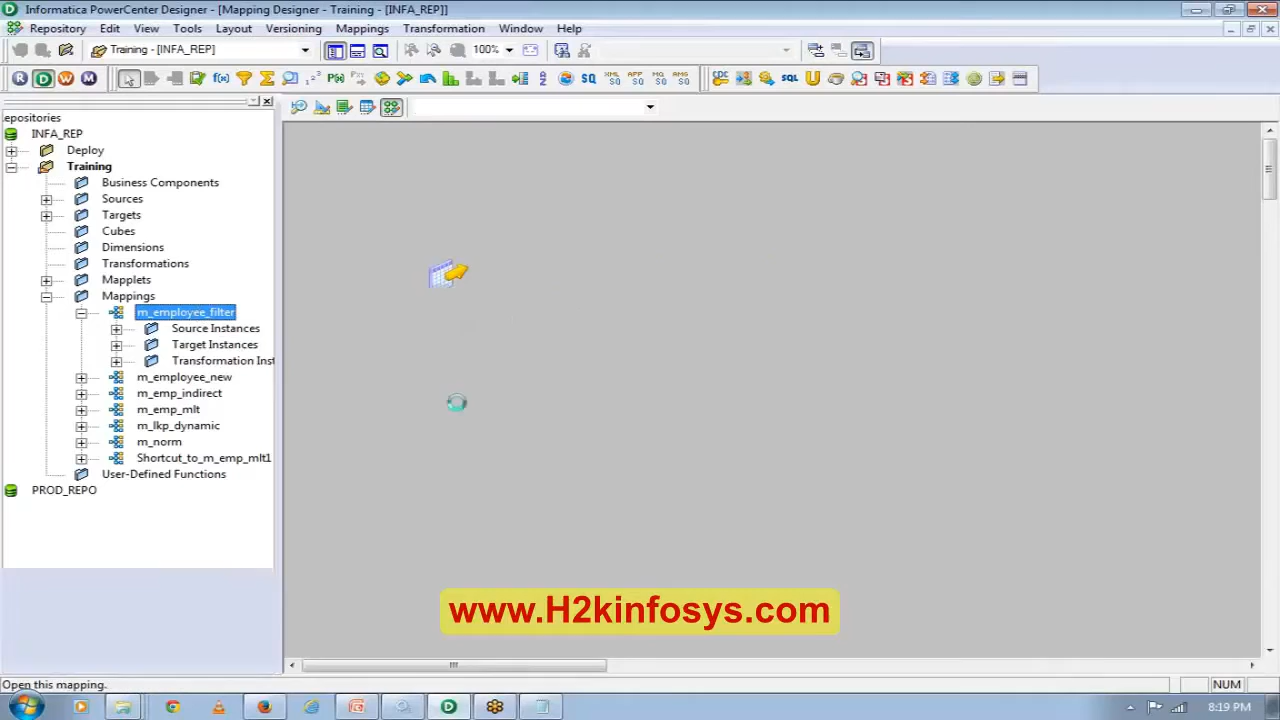 Informatica PowerCenter Designer - [Mapping Designer - Training - [INFA_REP]]
Repository Edit View Tools Layout Versioning Mappings Transformation Window Help
Training - [INFA_REP]
100%
epositories
INFA_REP
Deploy
Training
Business Components
Sources
Targets
Cubes
Dimensions
Transformations
Mapplets
Mappings
m_employee_filter
Source Instances
Target Instances
Transformation Inst
m_employee_new
m_emp_indirect
m_emp_mlt
m_lkp_dynamic
m_norm
Shortcut_to_m_emp_mlt1
User-Defined Functions
PROD_REPO
www.H2kinfosys.com
Open this mapping.
NUM
8:19 PM